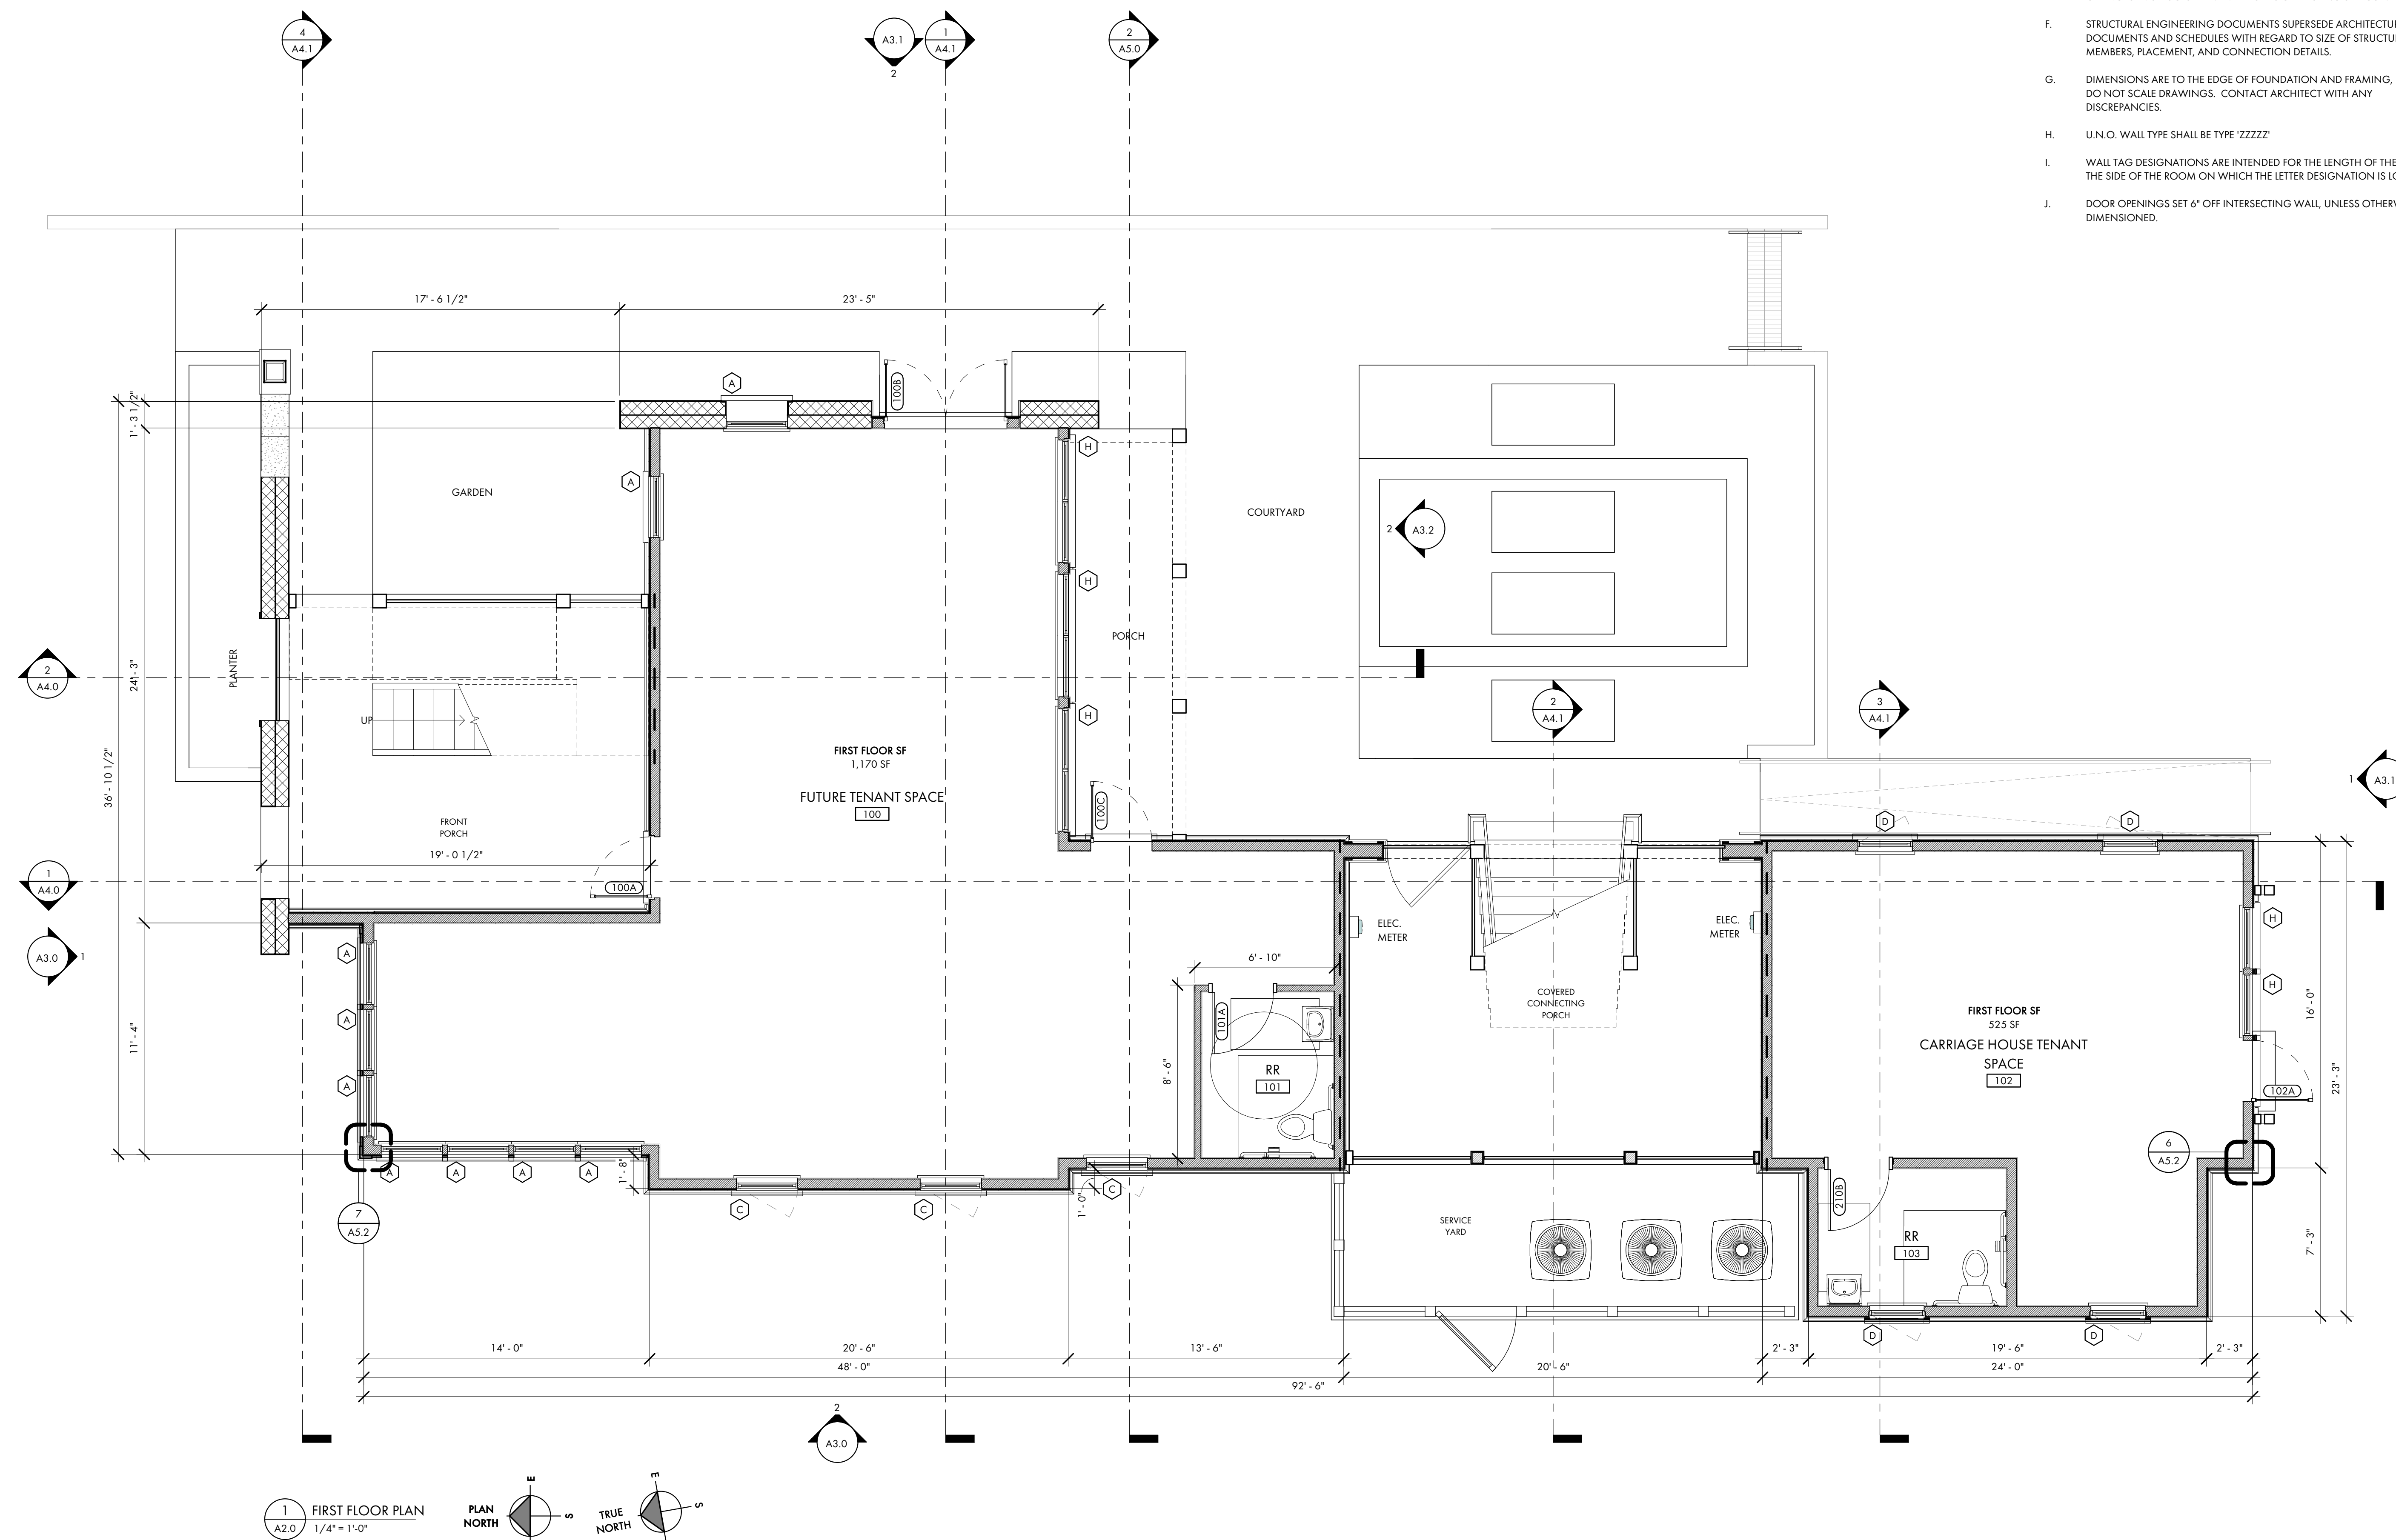 F. STRUCTURAL ENGINEERING DOCUMENTS SUPERSEDE
DOCUMENTS AND SCHEDULES WITH REGARD TO SIZE OF
MEMBERS, PLACEMENT, AND CONNECTION DETAILS.
G. DIMENSIONS ARE TO THE EDGE OF FOUNDATION AND FRAMING,
DO NOT SCALE DRAWINGS. CONTACT ARCHITECT WITH ANY
DISCREPANCIES.
H. U.N.O. WALL TYPE SHALL BE TYPE 'ZZZZZ'
I. WALL TAG DESIGNATIONS ARE INTENDED FOR THE LENGTH OF THE
THE SIDE OF THE ROOM ON WHICH THE LETTER DESIGNATION IS
J. DOOR OPENINGS SET 6" OFF INTERSECTING WALL, UNLESS
DIMENSIONED.
4
A4.1
A3.1
2
1
A4.1
2
A5.0
17' - 6 1/2"
23' - 5"
1' - 3 1/2"
24' - 3"
36' - 10 1/2"
11' - 4"
A
100B
H
A
GARDEN
COURTYARD
2
A3.2
H
PORCH
PLANTER
2
A4.0
UP
H
2
A4.1
3
A4.1
FIRST FLOOR SF
1,170 SF
FUTURE TENANT SPACE
100
100C
1
A3.1
FRONT
PORCH
19' - 0 1/2"
D
D
1
A4.0
100A
ELEC.
METER
ELEC.
METER
H
A3.0
1
A
6' - 10"
H
COVERED
CONNECTING
PORCH
FIRST FLOOR SF
525 SF
CARRIAGE HOUSE TENANT
SPACE
102
16' - 0"
A
101A
8' - 6"
RR
101
A
102A
23' - 3"
6
A5.2
A
A
A
A
1' - 8"
1' - 0"
C
C
C
7
A5.2
210B
SERVICE
YARD
RR
103
7' - 3"
D
D
14' - 0"
20' - 6"
13' - 6"
2' - 3"
19' - 6"
2' - 3"
48' - 0"
20' - 6"
24' - 0"
92' - 6"
2
A3.0
1
A2.0
FIRST FLOOR PLAN
1/4" = 1'-0"
PLAN
NORTH
E
S
TRUE
NORTH
E
S